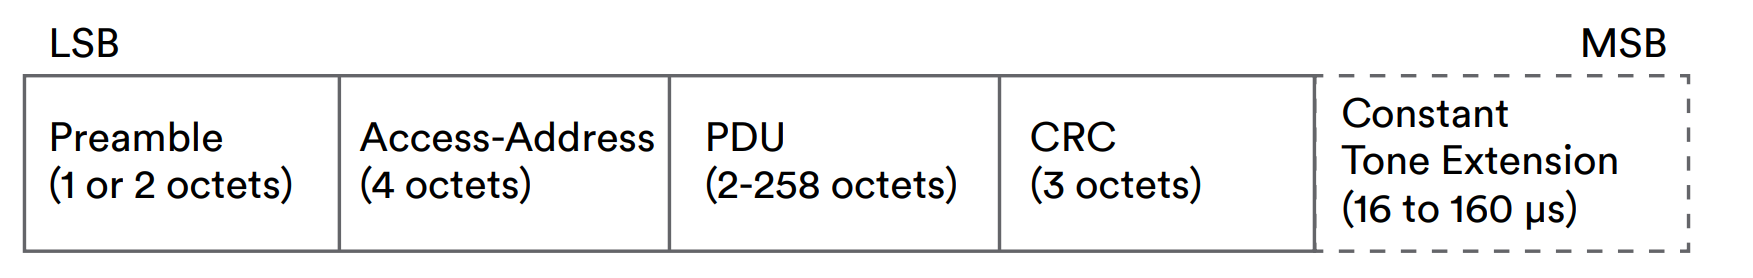 LSB
MSB
Preamble
(1 or 2 octets)
Access-Address
(4 octets)
PDU
(2-258 octets)
CRC
(3 octets)
Constant
Tone Extension
(16 to 160 µs)